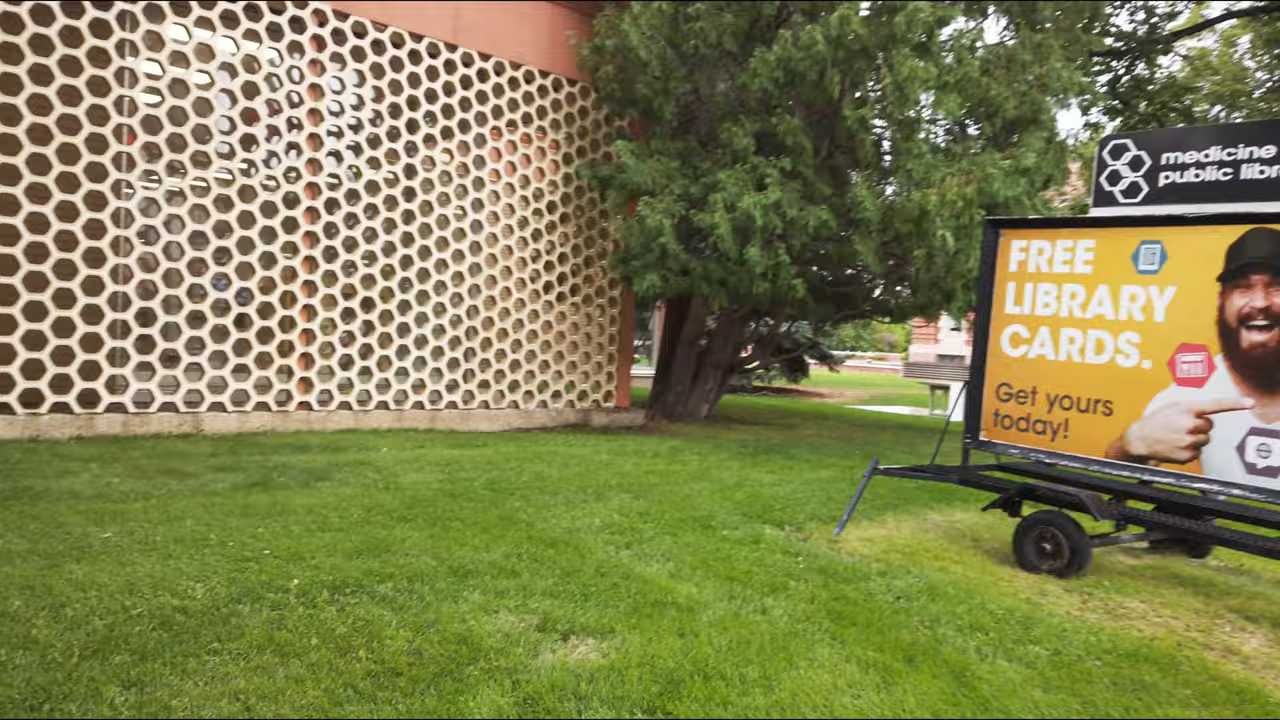 medicine
public
FREE
LIBRARY
CARDS.
Get yours
today!